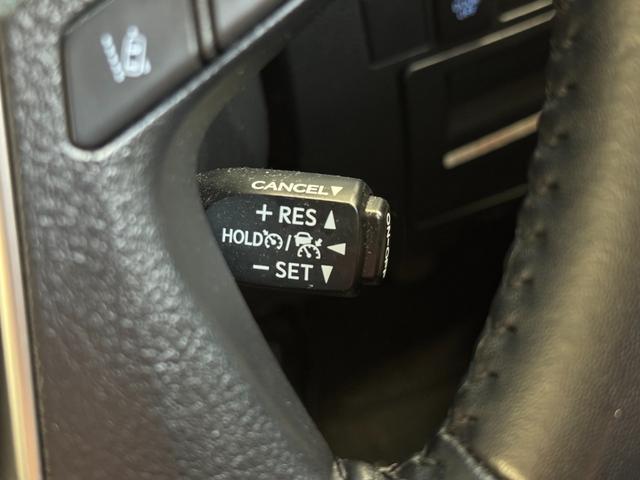 CANCEL▼
+ RES ▲
HOLD / ◀
− SET ▼
ON-OFF